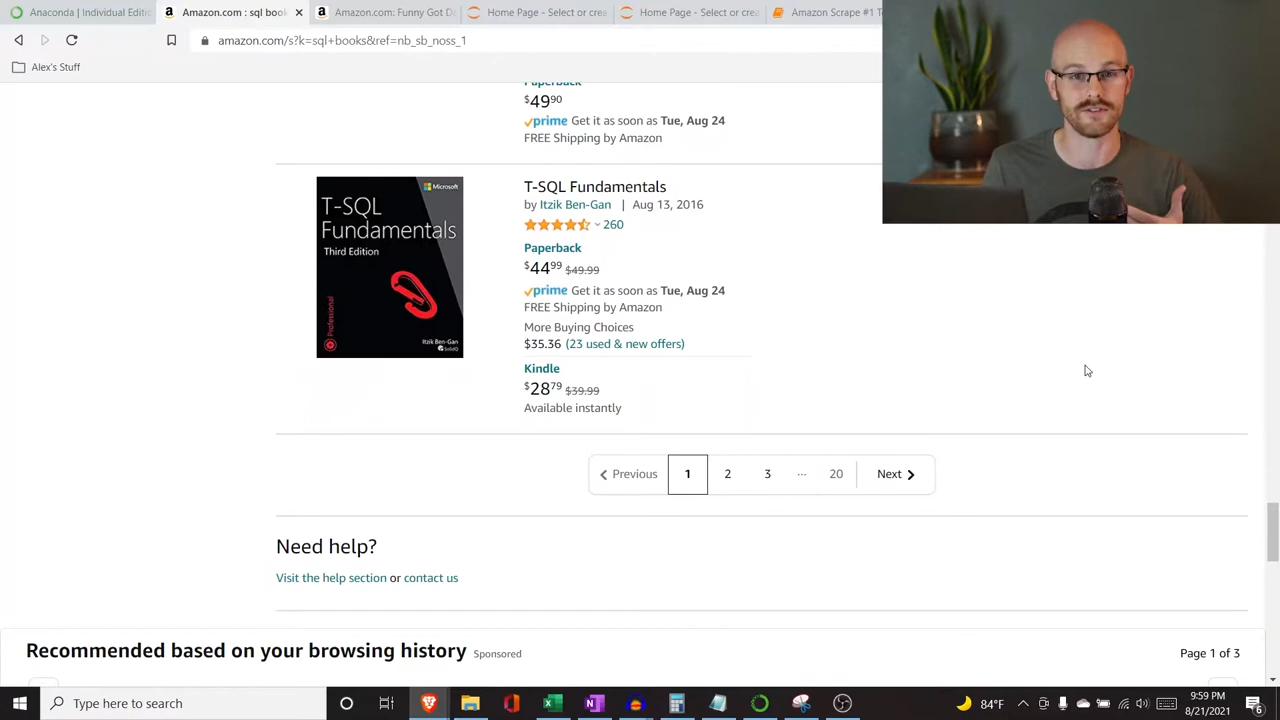 Anaconda | Individual Editi
Amazon.com : sql boo
Amazon.com: Funny Got Da
Home Page - Select or crea
Home Page - Select or crea
Amazon Scrape #1 T
amazon.com/s?k=sql+books&ref=nb_sb_noss_1
Alex's Stuff
Paperback
$49 90
prime Get it as soon as Tue, Aug 24
FREE Shipping by Amazon
Microsoft
T-SQL
Fundamentals
Third Edition
Professional
Itzik Ben-Gan
SolidQ
T-SQL Fundamentals
by Itzik Ben-Gan | Aug 13, 2016
260
Paperback
$44 99 $49.99
prime Get it as soon as Tue, Aug 24
FREE Shipping by Amazon
More Buying Choices
$35.36 (23 used & new offers)
Kindle
$28 79 $39.99
Available instantly
Previous 1 2 3 ... 20 Next
Need help?
Visit the help section or contact us
Recommended based on your browsing history Sponsored
Page 1 of 3
Type here to search
84°F
9:59 PM
8/21/2021
6